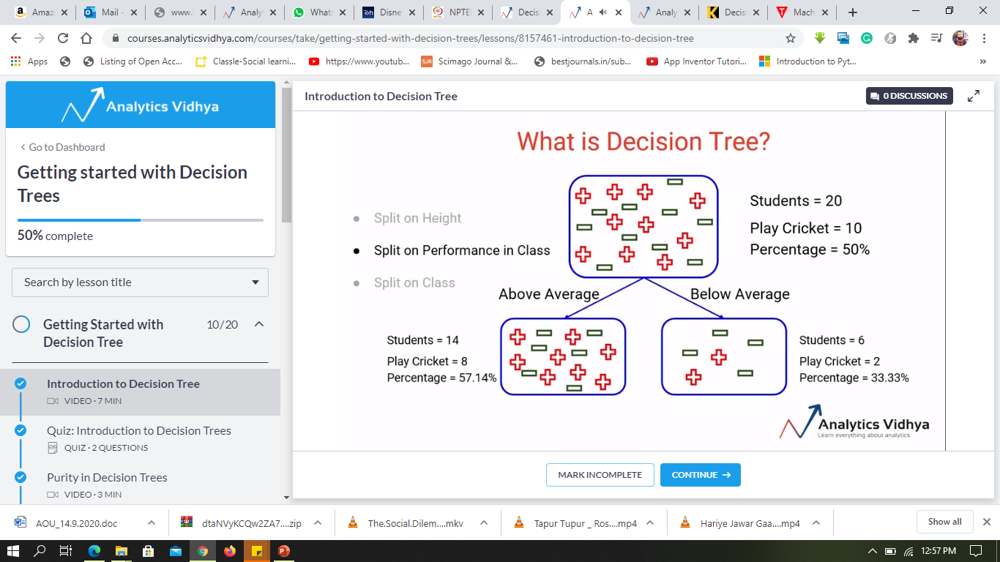 Amaz
Mail -
www.
Analy
What
Disne
NPTE
Decis
A
Analy
Decis
Mach
courses.analyticsvidhya.com/courses/take/getting-started-with-decision-trees/lessons/8157461-introduction-to-decision-tree
Apps
Listing of Open Acc...
Classle-Social learni...
https://www.youtub...
SJR
Scimago Journal &...
bestjournals.in/sub...
App Inventor Tutori...
Introduction to Pyt...
»
Analytics Vidhya
< Go to Dashboard
Getting started with Decision
Trees
50% complete
Search by lesson title
Getting Started with
Decision Tree
10/20
Introduction to Decision Tree
VIDEO · 7 MIN
Quiz: Introduction to Decision Trees
QUIZ · 2 QUESTIONS
Purity in Decision Trees
VIDEO · 3 MIN
Introduction to Decision Tree
0 DISCUSSIONS
What is Decision Tree?
• Split on Height
• Split on Performance in Class
• Split on Class
Students = 20
Play Cricket = 10
Percentage = 50%
Above Average
Below Average
Students = 14
Play Cricket = 8
Percentage = 57.14%
Students = 6
Play Cricket = 2
Percentage = 33.33%
Analytics Vidhya
Learn everything about analytics
MARK INCOMPLETE
CONTINUE →
AOU_14.9.2020.doc
dtaNVyKCQw2ZA7....zip
The.Social.Dilem....mkv
Tapur Tupur _ Ros....mp4
Hariye Jawar Gaa....mp4
Show all
12:57 PM